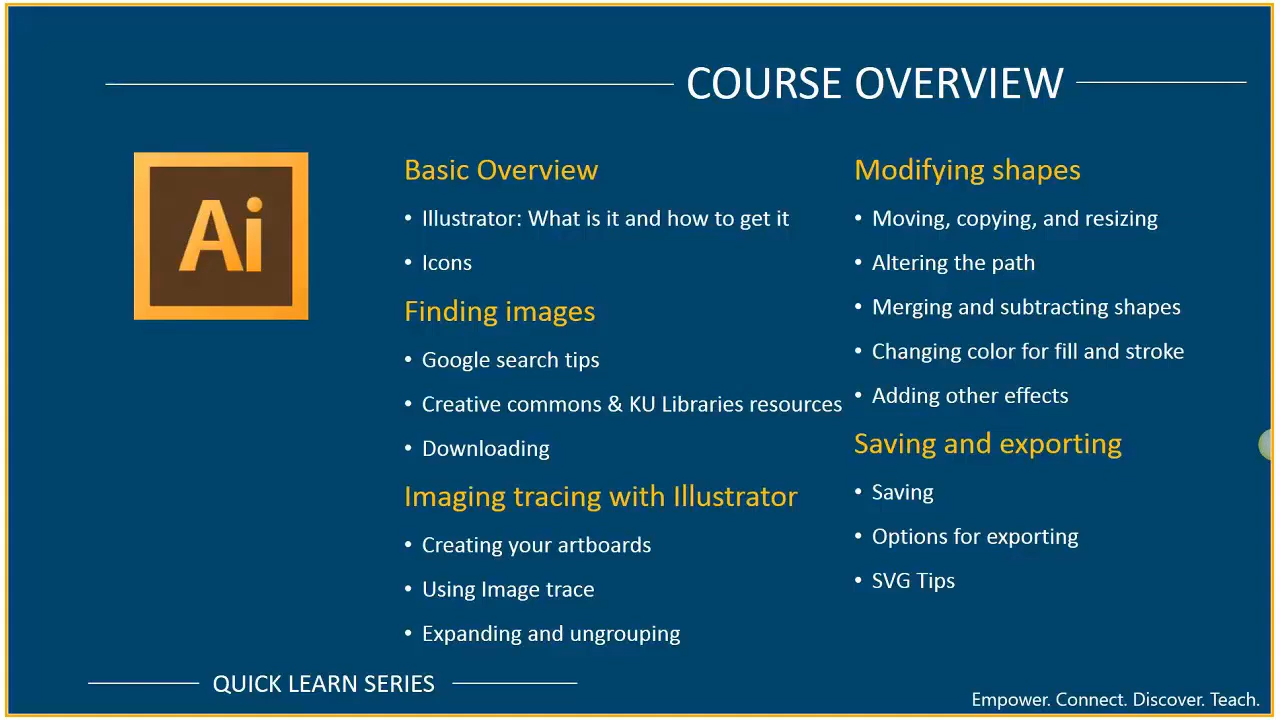 COURSE OVERVIEW
Ai
Basic Overview
• Illustrator: What is it and how to get it
• Icons
Finding images
• Google search tips
• Creative commons & KU Libraries resources
• Downloading
Imaging tracing with Illustrator
• Creating your artboards
• Using Image trace
• Expanding and ungrouping
Modifying shapes
• Moving, copying, and resizing
• Altering the path
• Merging and subtracting shapes
• Changing color for fill and stroke
• Adding other effects
Saving and exporting
• Saving
• Options for exporting
• SVG Tips
QUICK LEARN SERIES
Empower. Connect. Discover. Teach.